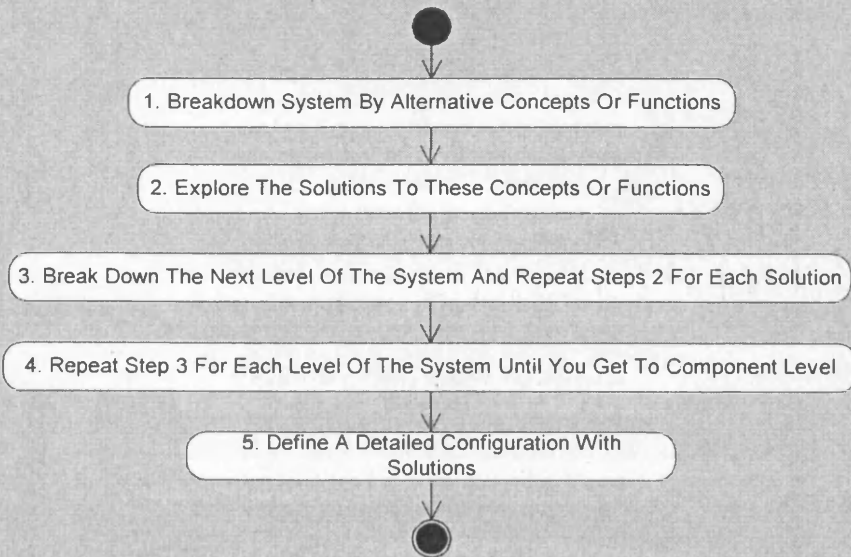 1. Breakdown System By Alternative Concepts Or Functions
2. Explore The Solutions To These Concepts Or Functions
3. Break Down The Next Level Of The System And Repeat Steps 2 For Each Solution
4. Repeat Step 3 For Each Level Of The System Until You Get To Component Level
5. Define A Detailed Configuration With
Solutions